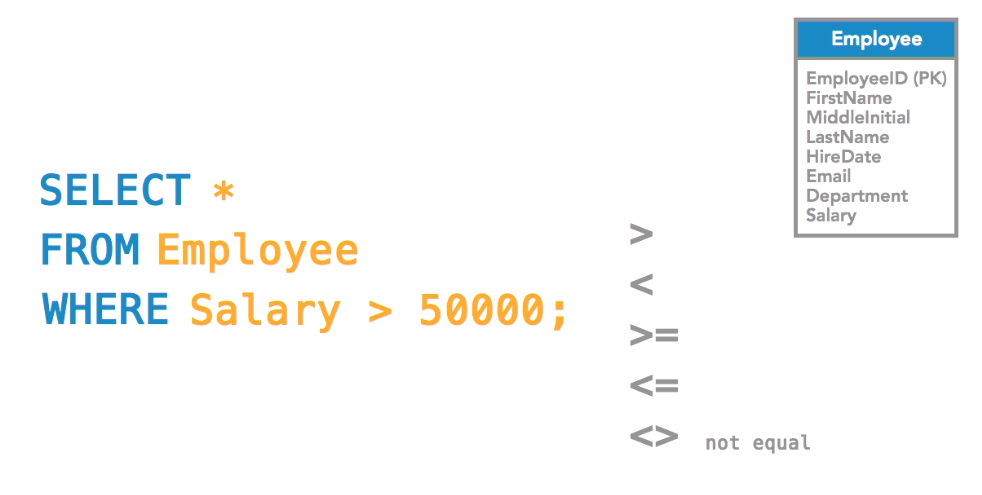 Employee
EmployeeID (PK)
FirstName
MiddleInitial
LastName
HireDate
Email
Department
Salary
SELECT *
FROM Employee
WHERE Salary > 50000;
>
<
>=
<=
<> not equal